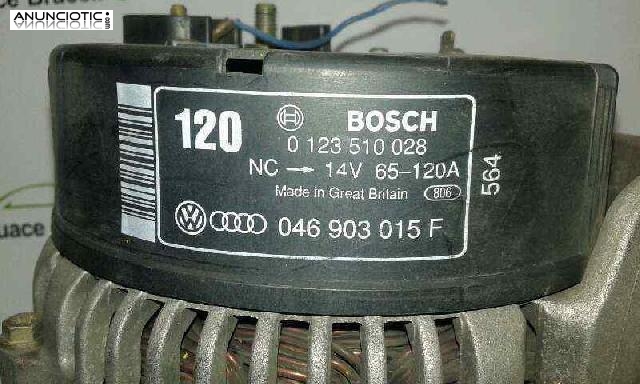 ANUNCIOTIC.com
120
BOSCH
0 123 510 028
NC → 14V 65-120A
Made in Great Britain 806
046 903 015 F
564